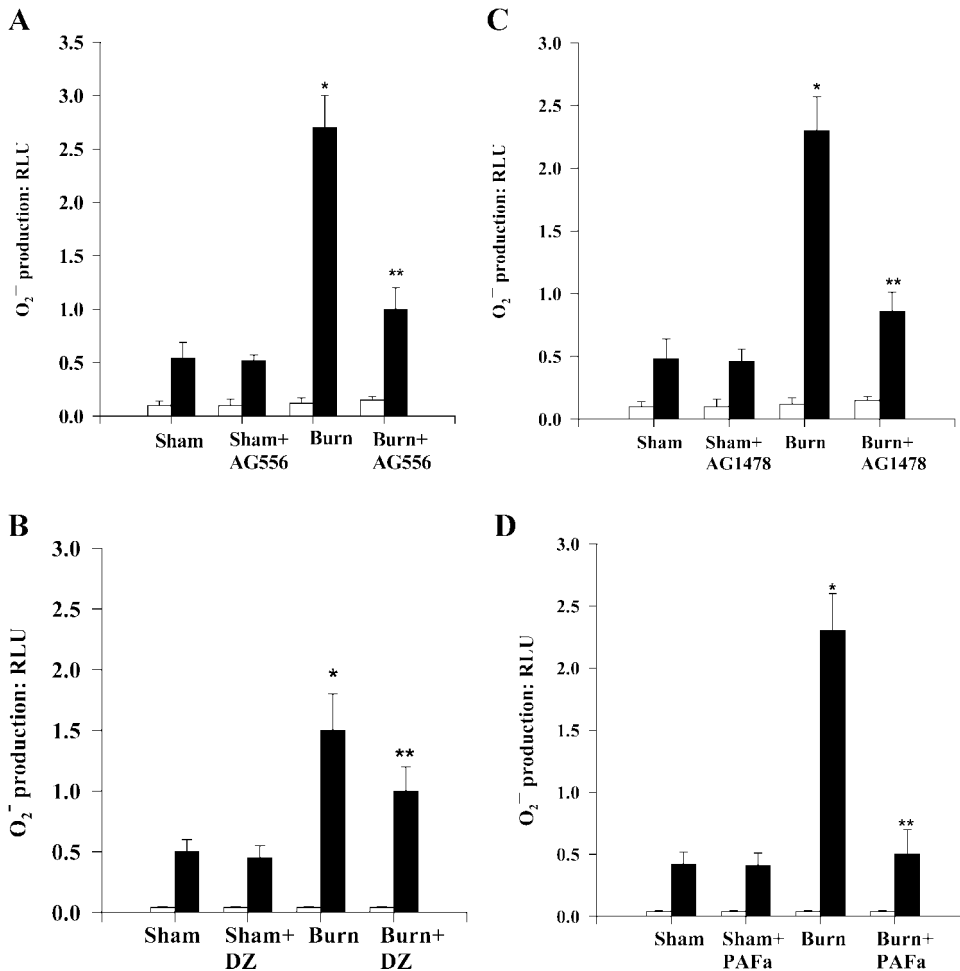 A
O₂⁻ production: RLU
3.5
3.0
2.5
2.0
1.5
1.0
0.5
0.0
*
**
Sham Sham+ Burn Burn+
AG556 AG556
C
O₂⁻ production: RLU
3.0
2.5
2.0
1.5
1.0
0.5
0.0
*
**
Sham Sham+ Burn Burn+
AG1478 AG1478
B
O₂⁻ production: RLU
3.0
2.5
2.0
1.5
1.0
0.5
0.0
*
**
Sham Sham+ Burn Burn+
DZ DZ
D
O₂⁻ production: RLU
3.0
2.5
2.0
1.5
1.0
0.5
0.0
*
**
Sham Sham+ Burn Burn+
PAFa PAFa